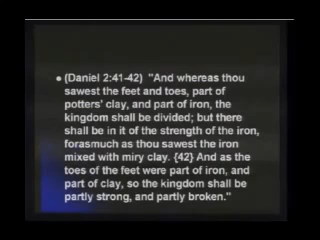 • (Daniel 2:41-42) "And whereas thou
sawest the feet and toes, part of
potters' clay, and part of iron, the
kingdom shall be divided; but there
shall be in it of the strength of the iron,
forasmuch as thou sawest the iron
mixed with miry clay. {42} And as the
toes of the feet were part of iron, and
part of clay, so the kingdom shall be
partly strong, and partly broken."